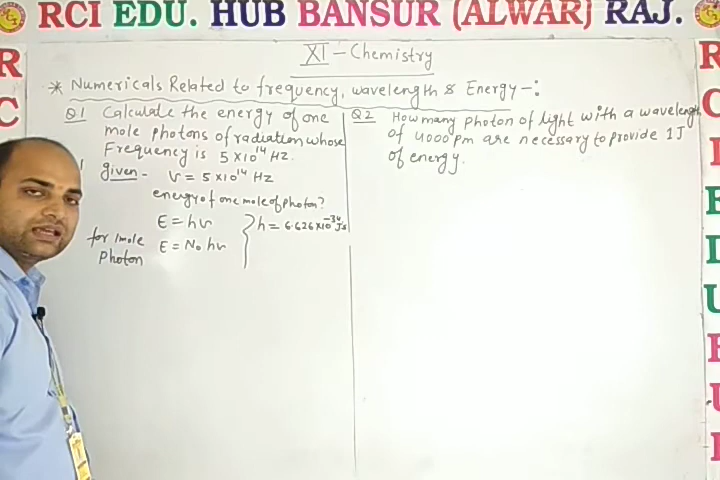 RCI EDU. HUB BANSUR (ALWAR) RAJ.
XI - Chemistry
* Numericals Related to frequency, wavelength & Energy -:
Q1 Calculate the energy of one
mole photons of radiation whose
Frequency is 5 X 10¹⁴ HZ.
given - ν = 5 X 10¹⁴ HZ
energy of one mole of photon?
E = hν } h = 6.626 X 10⁻³⁴ Js
for 1 mole
Photon E = N₀ hν
Q2 How many photon of light with a wavelength
of 4000 pm are necessary to provide 1 J
of energy.
R
C
R
C
I
E
D
U